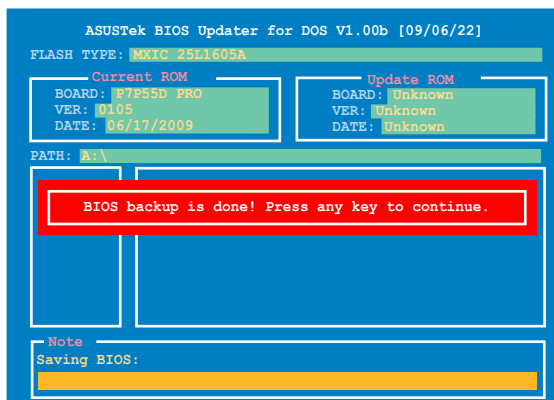 ASUSTek BIOS Updater for DOS V1.00b [09/06/22]
FLASH TYPE: MXIC 25L1605A
Current ROM
BOARD: P7P55D PRO
VER: 0105
DATE: 06/17/2009
Update ROM
BOARD: Unknown
VER: Unknown
DATE: Unknown
PATH: A:\
BIOS backup is done! Press any key to continue.
Note
Saving BIOS: